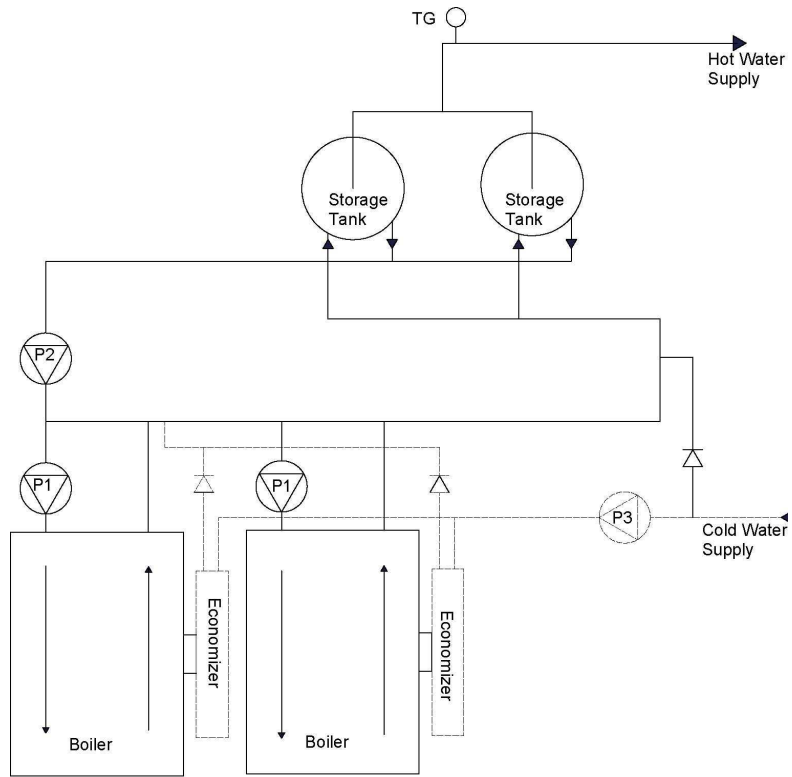 TG
Hot Water
Supply
Storage
Tank
Storage
Tank
P2
P1
P1
P3
Cold Water
Supply
Economizer
Economizer
Boiler
Boiler